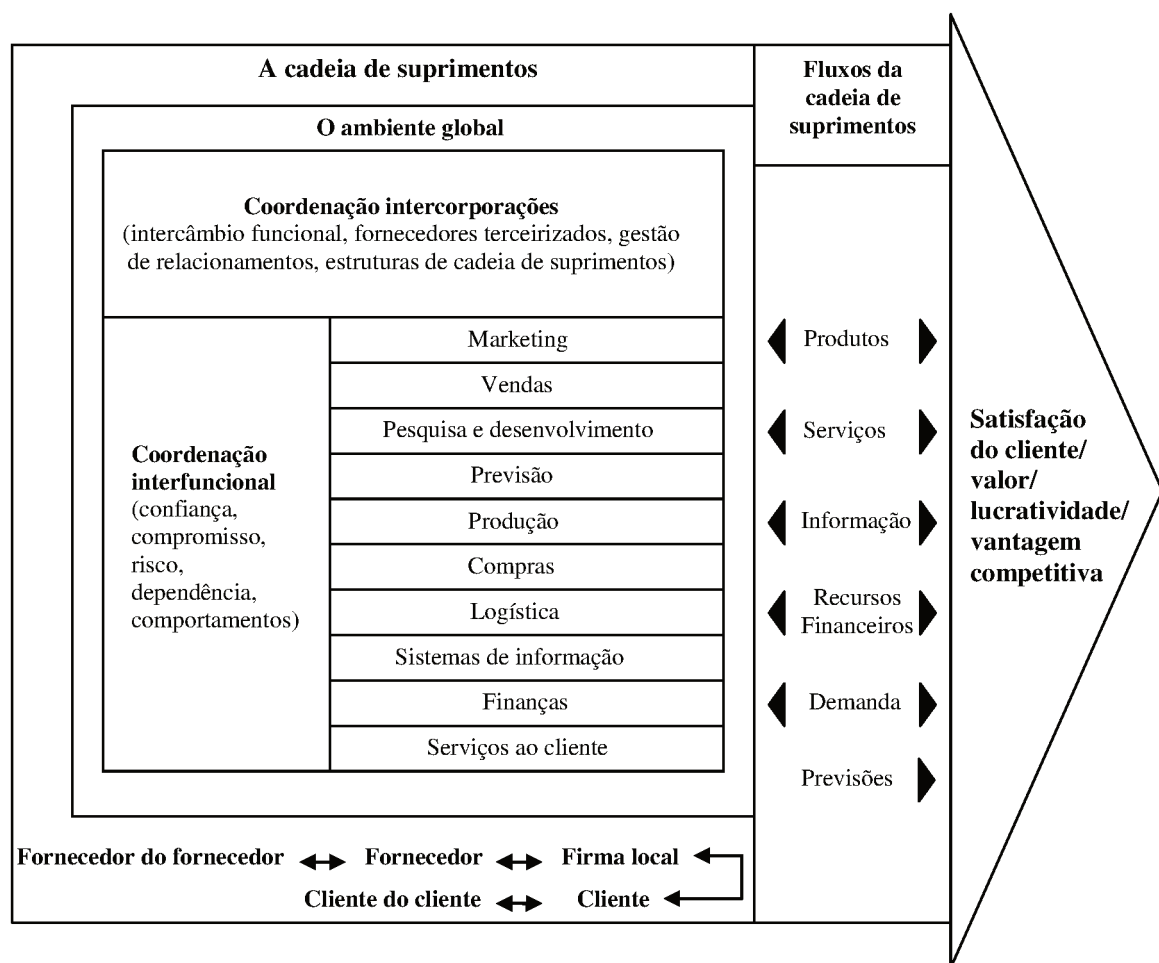 A cadeia de suprimentos
O ambiente global
Coordenação intercorporações
(intercâmbio funcional, fornecedores terceirizados, gestão
de relacionamentos, estruturas de cadeia de suprimentos)
Coordenação
interfuncional
(confiança,
compromisso,
risco,
dependência,
comportamentos)
Marketing
Vendas
Pesquisa e desenvolvimento
Previsão
Produção
Compras
Logística
Sistemas de informação
Finanças
Serviços ao cliente
Fornecedor do fornecedor
Fornecedor
Firma local
Cliente do cliente
Cliente
Fluxos da
cadeia de
suprimentos
Produtos
Serviços
Informação
Recursos
Financeiros
Demanda
Previsões
Satisfação
do cliente/
valor/
lucratividade/
vantagem
competitiva